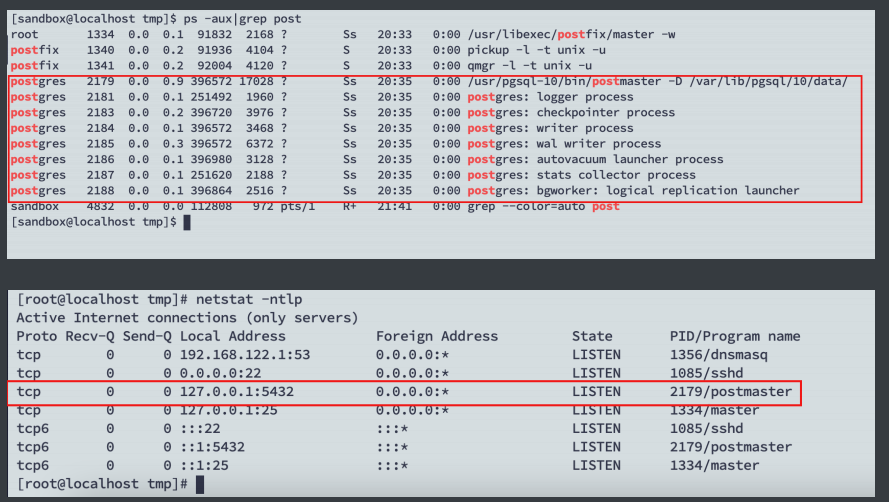 [sandbox@localhost tmp]$ ps -aux|grep post
root 1334 0.0 0.1 91832 2168 ? Ss 20:33 0:00 /usr/libexec/postfix/master -w
postfix 1340 0.0 0.2 91936 4104 ? S 20:33 0:00 pickup -l -t unix -u
postfix 1341 0.0 0.2 92004 4120 ? S 20:33 0:00 qmgr -l -t unix -u
postgres 2179 0.0 0.9 396572 17028 ? Ss 20:35 0:00 /usr/pgsql-10/bin/postmaster -D /var/lib/pgsql/10/data/
postgres 2181 0.0 0.1 251492 1960 ? Ss 20:35 0:00 postgres: logger process
postgres 2183 0.0 0.2 396720 3976 ? Ss 20:35 0:00 postgres: checkpointer process
postgres 2184 0.0 0.1 396572 3468 ? Ss 20:35 0:00 postgres: writer process
postgres 2185 0.0 0.3 396572 6372 ? Ss 20:35 0:00 postgres: wal writer process
postgres 2186 0.0 0.1 396980 3128 ? Ss 20:35 0:00 postgres: autovacuum launcher process
postgres 2187 0.0 0.1 251620 2188 ? Ss 20:35 0:00 postgres: stats collector process
postgres 2188 0.0 0.1 396864 2516 ? Ss 20:35 0:00 postgres: bgworker: logical replication launcher
sandbox 4832 0.0 0.0 112808 972 pts/1 R+ 21:41 0:00 grep --color=auto post
[sandbox@localhost tmp]$
[root@localhost tmp]# netstat -ntlp
Active Internet connections (only servers)
Proto Recv-Q Send-Q Local Address Foreign Address State PID/Program name
tcp 0 0 192.168.122.1:53 0.0.0.0:* LISTEN 1356/dnsmasq
tcp 0 0 0.0.0.0:22 0.0.0.0:* LISTEN 1085/sshd
tcp 0 0 127.0.0.1:5432 0.0.0.0:* LISTEN 2179/postmaster
tcp 0 0 127.0.0.1:25 0.0.0.0:* LISTEN 1334/master
tcp6 0 0 :::22 :::* LISTEN 1085/sshd
tcp6 0 0 ::1:5432 :::* LISTEN 2179/postmaster
tcp6 0 0 ::1:25 :::* LISTEN 1334/master
[root@localhost tmp]#